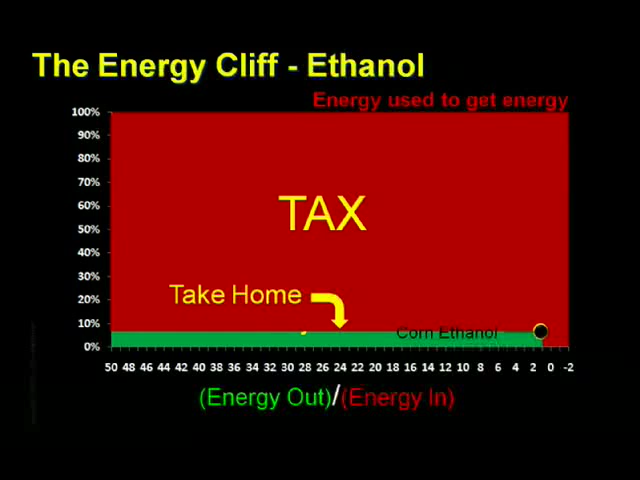 The Energy Cliff - Ethanol
Energy used to get energy
100%
90%
80%
70%
60%
50%
40%
30%
20%
10%
0%
TAX
Take Home
Corn Ethanol
50 48 46 44 42 40 38 36 34 32 30 28 26 24 22 20 18 16 14 12 10 8 6 4 2 0 -2
(Energy Out)/(Energy In)